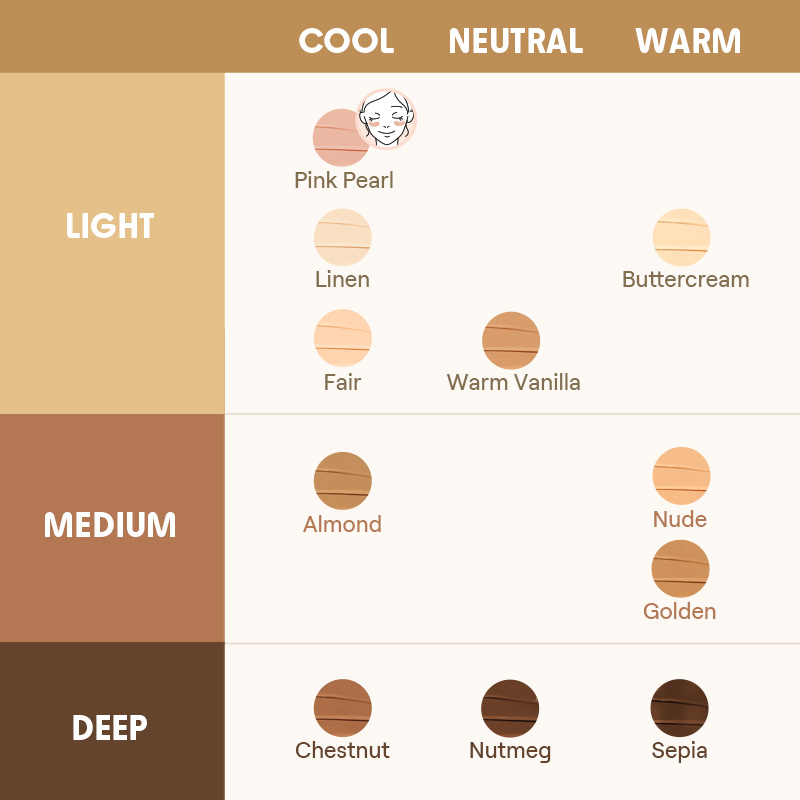 COOL NEUTRAL WARM
LIGHT
Pink Pearl
Linen Buttercream
Fair Warm Vanilla
MEDIUM
Almond Nude
Golden
DEEP
Chestnut Nutmeg Sepia